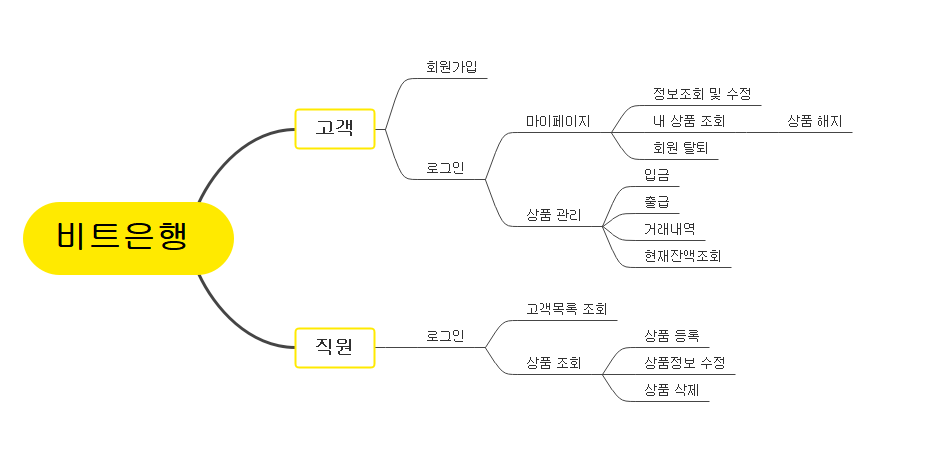 비트은행
고객
회원가입
로그인
마이페이지
정보조회 및 수정
내 상품 조회
상품 해지
회원 탈퇴
상품 관리
입금
출금
거래내역
현재잔액조회
직원
로그인
고객목록 조회
상품 조회
상품 등록
상품정보 수정
상품 삭제